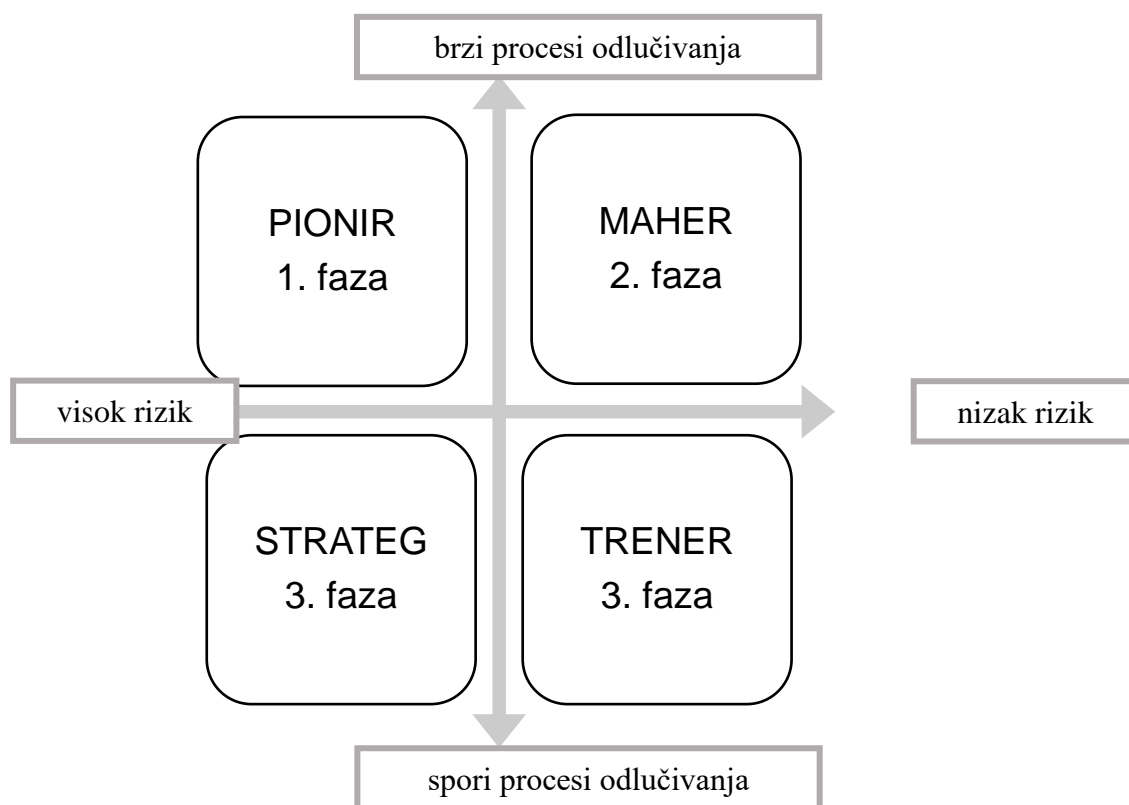 brzi procesi odlučivanja
PIONIR
1. faza
MAHER
2. faza
visok rizik
nizak rizik
STRATEG
3. faza
TRENER
3. faza
spori procesi odlučivanja